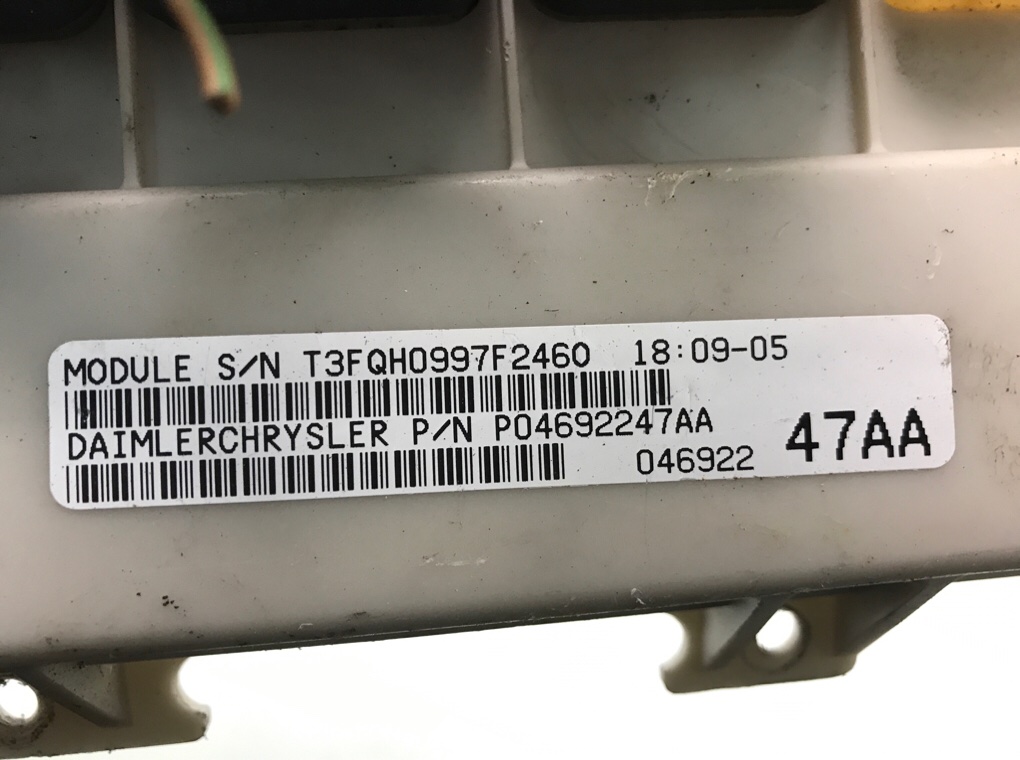 MODULE S/N T3FQH0997F2460 18:09-05
DAIMLERCHRYSLER P/N P04692247AA
046922 47AA